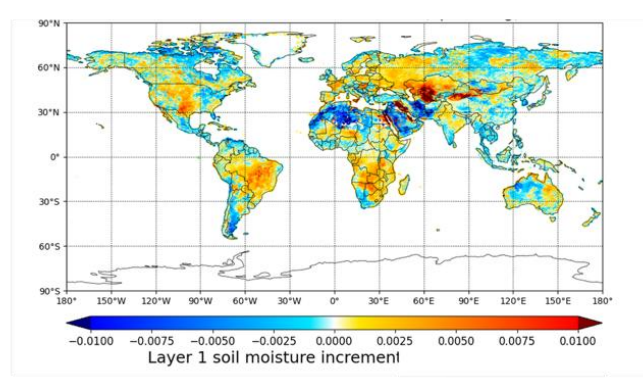 90°N
60°N
30°N
0°
30°S
60°S
90°S
180° 150°W 120°W 90°W 60°W 30°W 0° 30°E 60°E 90°E 120°E 150°E 180°
−0.0100 −0.0075 −0.0050 −0.0025 0.0000 0.0025 0.0050 0.0075 0.0100
Layer 1 soil moisture increment